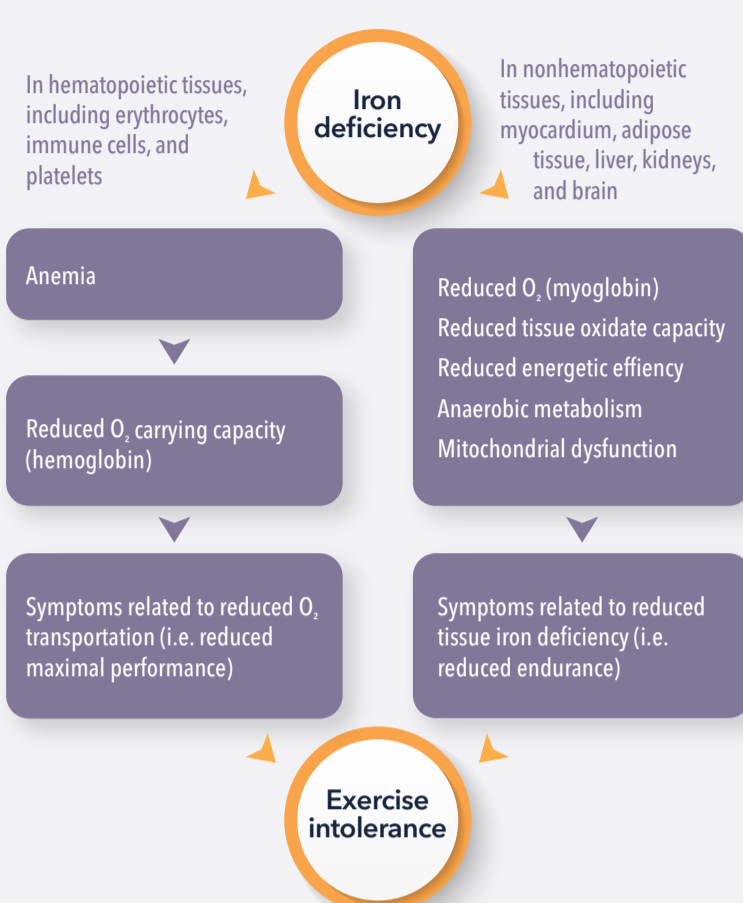 Iron
deficiency
In hematopoietic tissues,
including erythrocytes,
immune cells, and
platelets
In nonhematopoietic
tissues, including
myocardium, adipose
tissue, liver, kidneys,
and brain
Anemia
Reduced O₂ carrying capacity
(hemoglobin)
Symptoms related to reduced O₂
transportation (i.e. reduced
maximal performance)
Reduced O₂ (myoglobin)
Reduced tissue oxidate capacity
Reduced energetic effiency
Anaerobic metabolism
Mitochondrial dysfunction
Symptoms related to reduced
tissue iron deficiency (i.e.
reduced endurance)
Exercise
intolerance